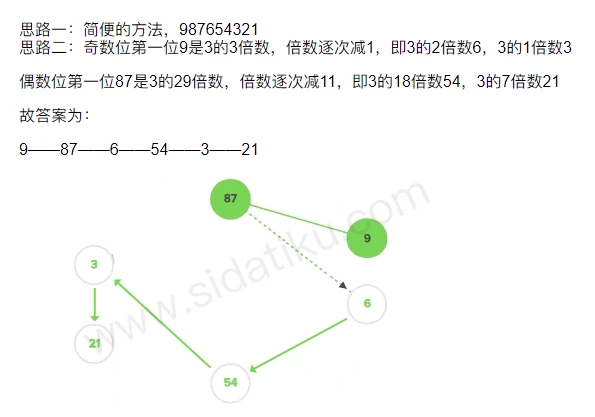 思路一：简便的方法，987654321
思路二：奇数位第一位9是3的3倍数，倍数逐次减1，即3的2倍数6，3的1倍数3
偶数位第一位87是3的29倍数，倍数逐次减11，即3的18倍数54，3的7倍数21
故答案为：
9——87——6——54——3——21
87
9
3
6
21
54
www.sidatiku.com